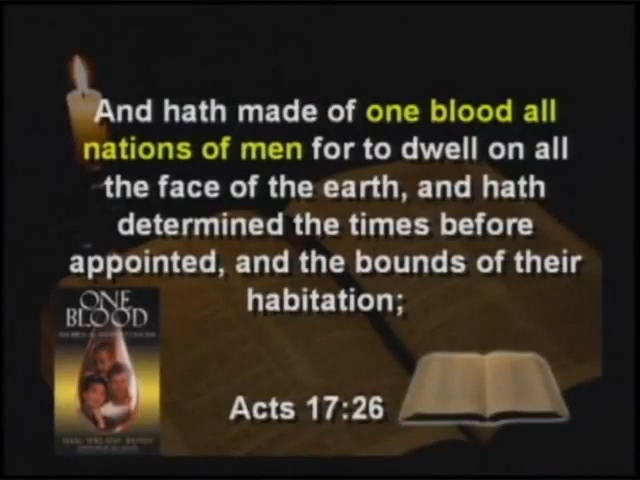 And hath made of one blood all
nations of men for to dwell on all
the face of the earth, and hath
determined the times before
appointed, and the bounds of their
habitation;
ONE
BLOOD
Acts 17:26